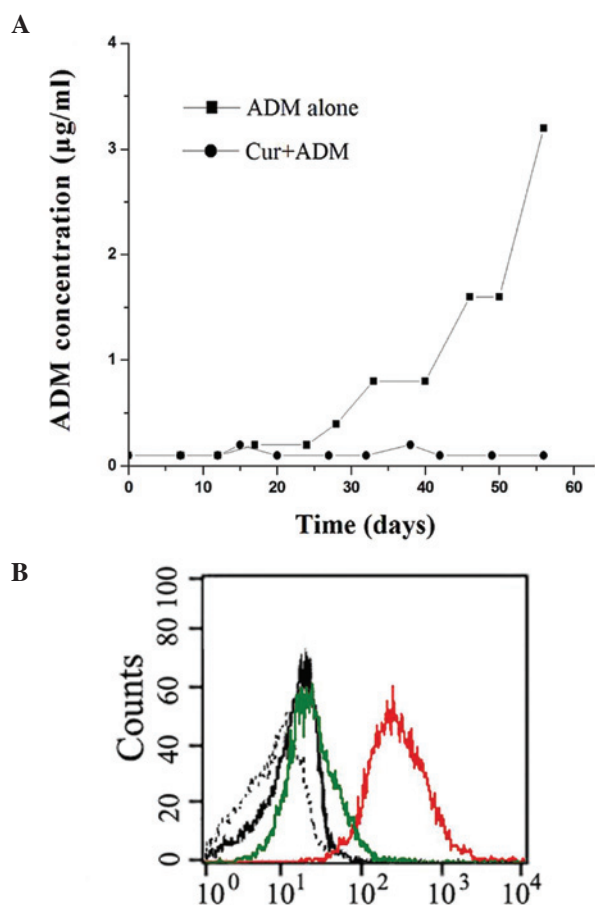 A
ADM concentration (µg/ml)
4
3
2
1
0
ADM alone
Cur+ADM
0 10 20 30 40 50 60
Time (days)
B
Counts
100
80
60
40
20
0
10⁰ 10¹ 10² 10³ 10⁴